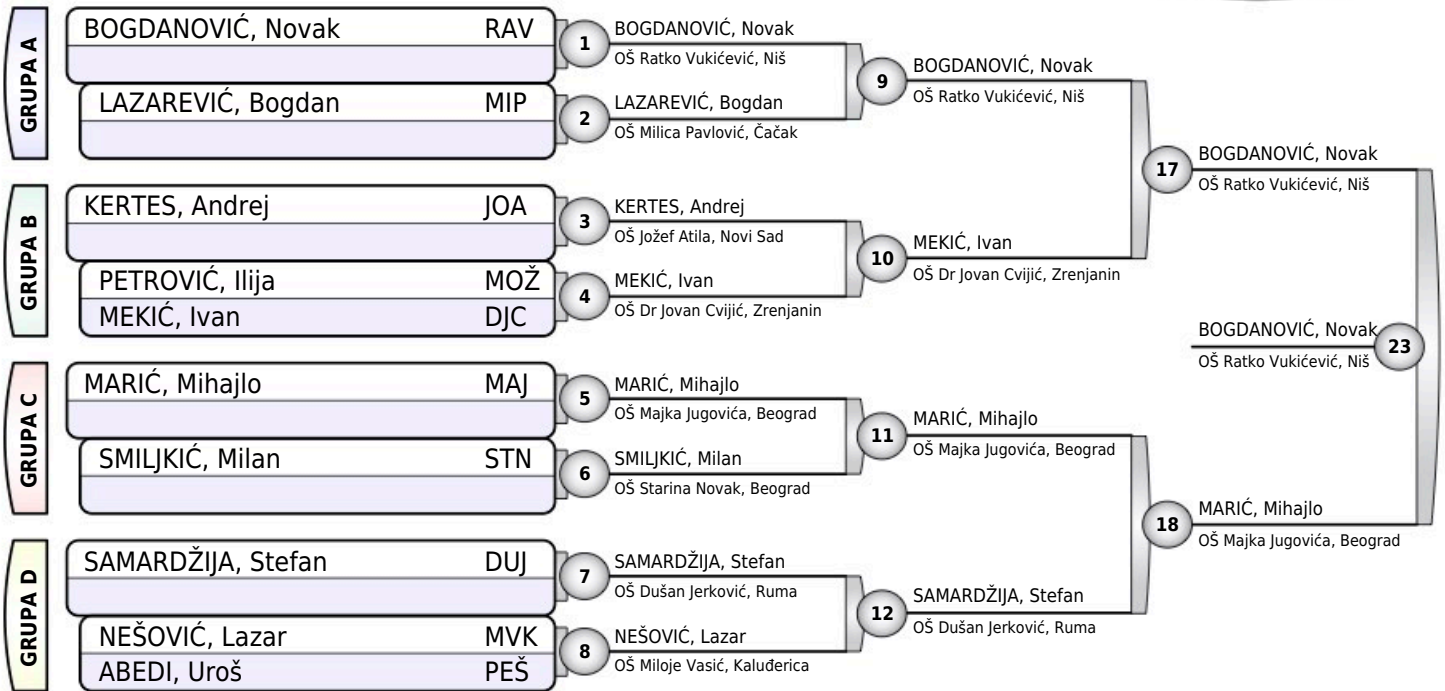 GRUPA A
BOGDANOVIĆ, Novak RAV
LAZAREVIĆ, Bogdan MIP
GRUPA B
KERTES, Andrej JOA
PETROVIĆ, Ilija MOŽ
MEKIĆ, Ivan DJC
GRUPA C
MARIĆ, Mihajlo MAJ
SMILJKIĆ, Milan STN
GRUPA D
SAMARDŽIJA, Stefan DUJ
NEŠOVIĆ, Lazar MVK
ABEDI, Uroš PEŠ
1
BOGDANOVIĆ, Novak
OŠ Ratko Vukićević, Niš
2
LAZAREVIĆ, Bogdan
OŠ Milica Pavlović, Čačak
3
KERTES, Andrej
OŠ Jožef Atila, Novi Sad
4
MEKIĆ, Ivan
OŠ Dr Jovan Cvijić, Zrenjanin
5
MARIĆ, Mihajlo
OŠ Majka Jugovića, Beograd
6
SMILJKIĆ, Milan
OŠ Starina Novak, Beograd
7
SAMARDŽIJA, Stefan
OŠ Dušan Jerković, Ruma
8
NEŠOVIĆ, Lazar
OŠ Miloje Vasić, Kaluđerica
9
BOGDANOVIĆ, Novak
OŠ Ratko Vukićević, Niš
10
MEKIĆ, Ivan
OŠ Dr Jovan Cvijić, Zrenjanin
11
MARIĆ, Mihajlo
OŠ Majka Jugovića, Beograd
12
SAMARDŽIJA, Stefan
OŠ Dušan Jerković, Ruma
17
BOGDANOVIĆ, Novak
OŠ Ratko Vukićević, Niš
18
MARIĆ, Mihajlo
OŠ Majka Jugovića, Beograd
BOGDANOVIĆ, Novak
OŠ Ratko Vukićević, Niš
23